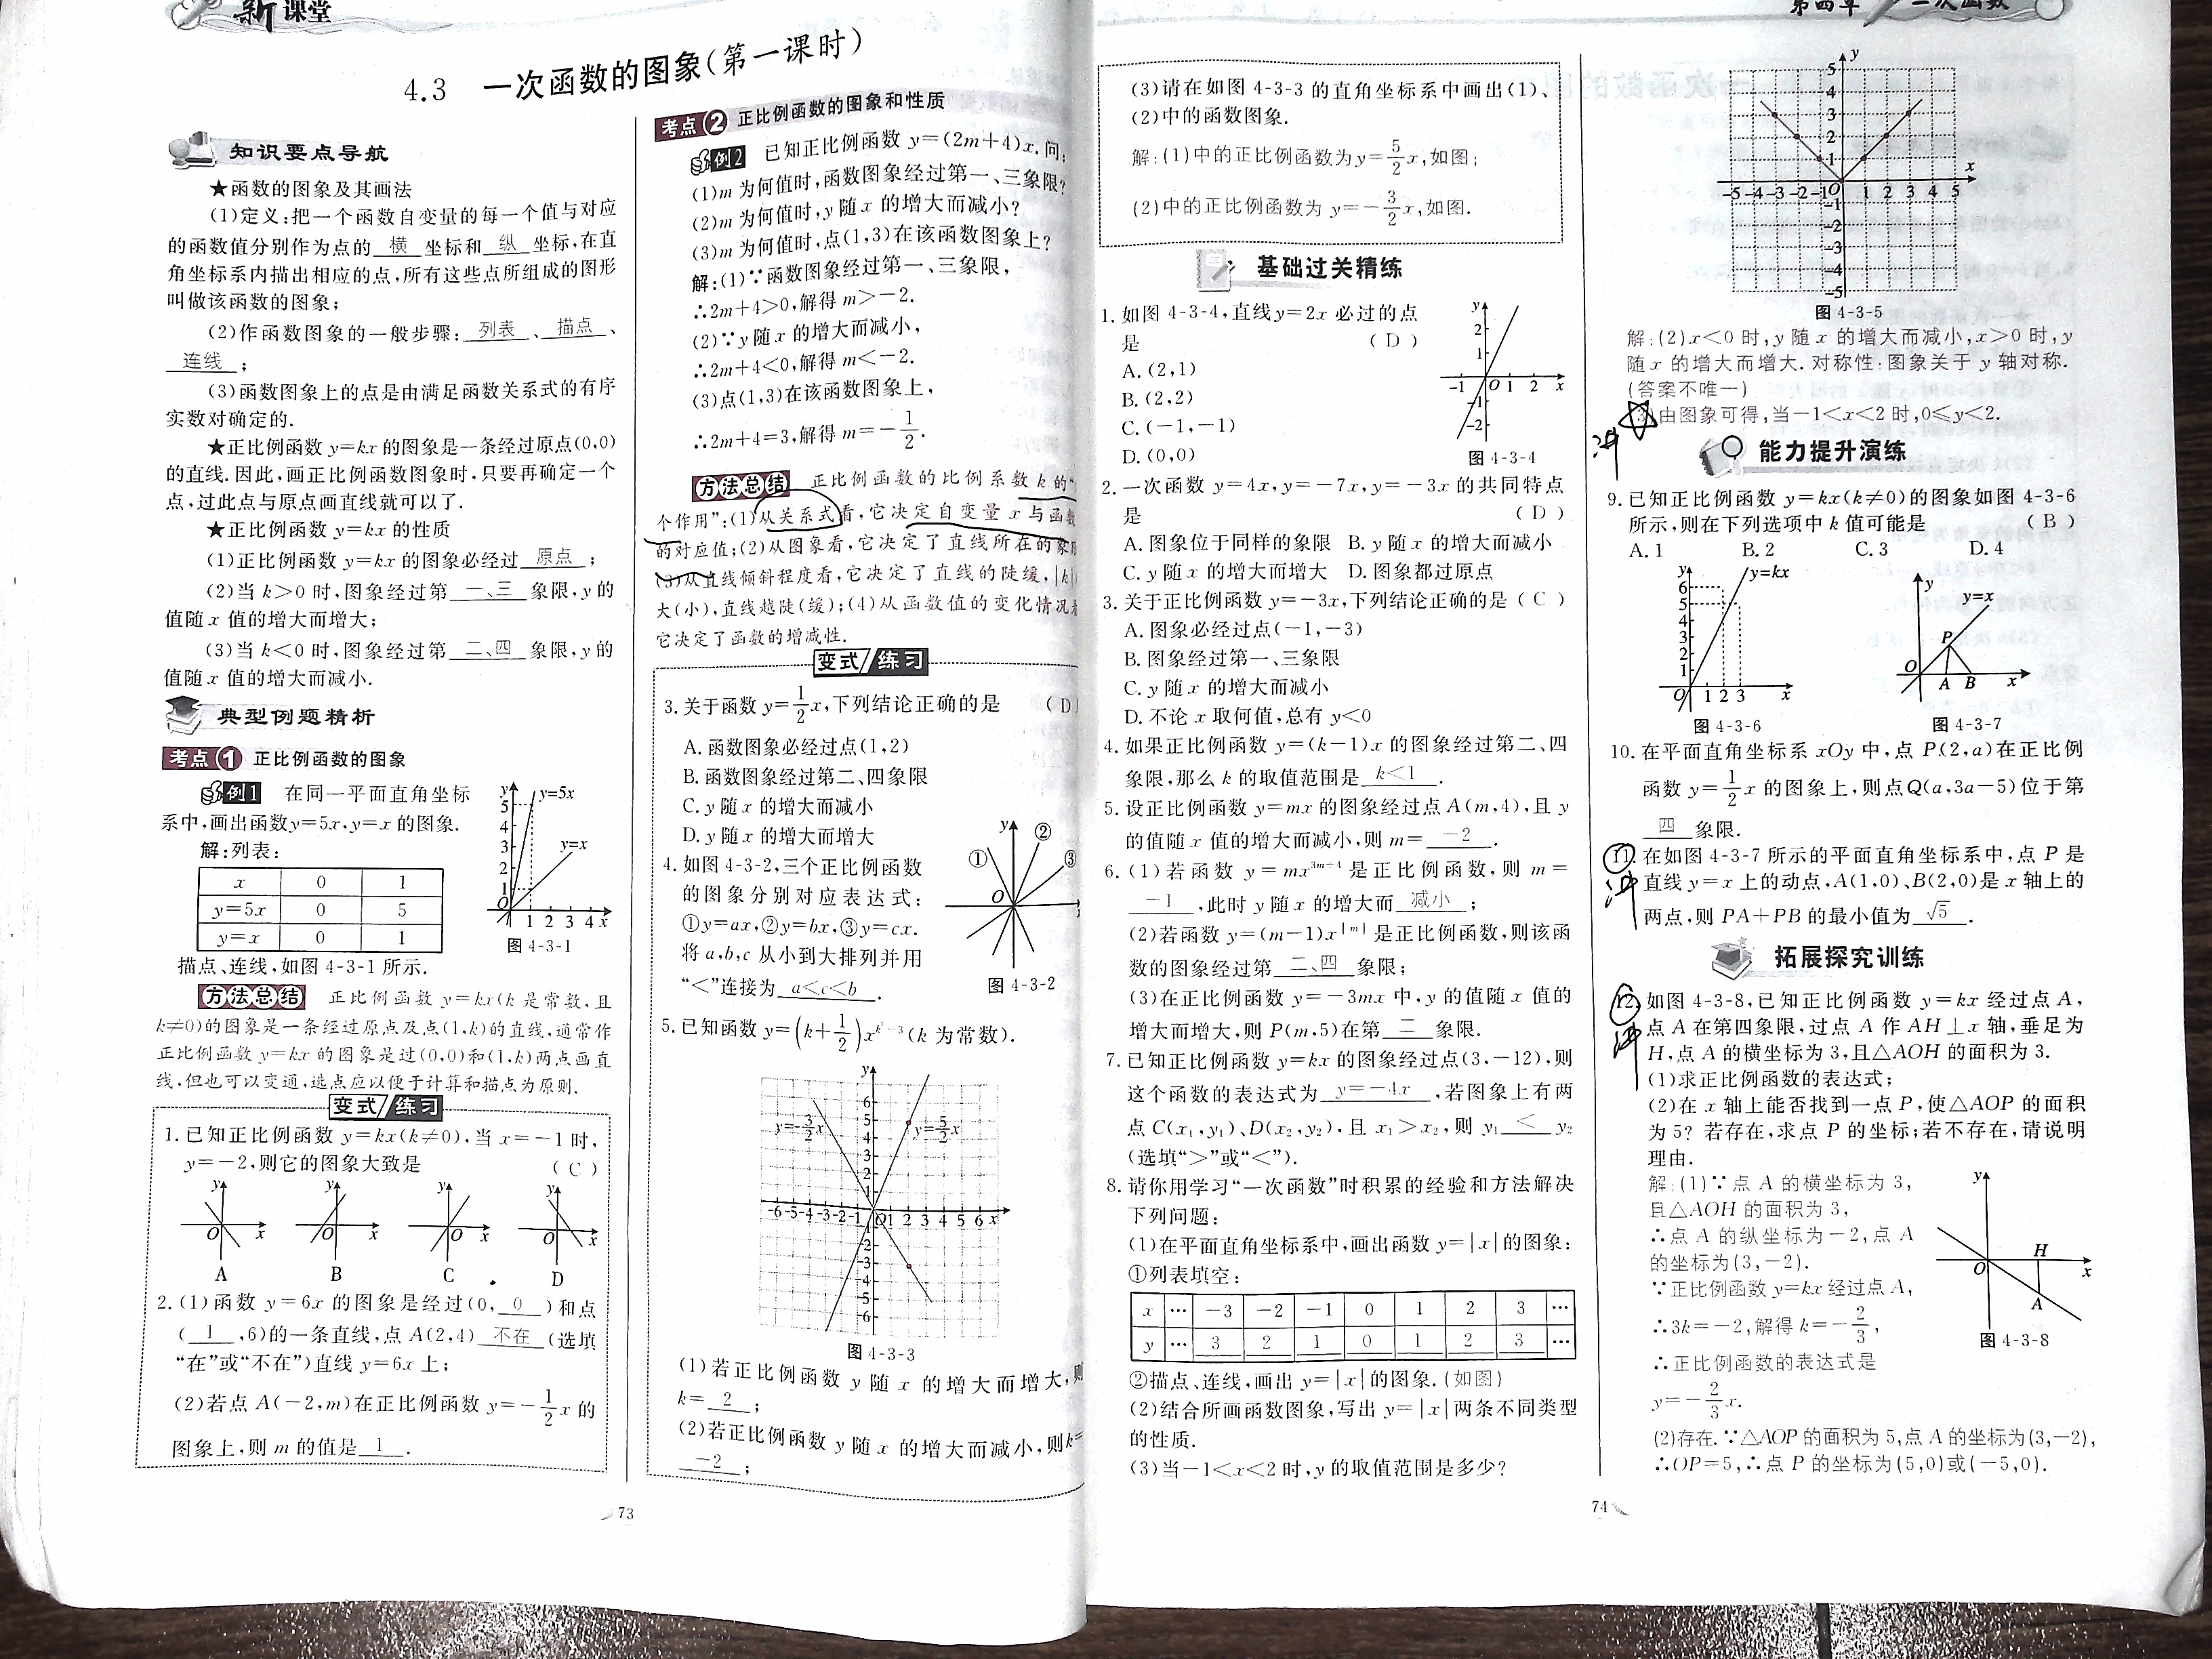 新课堂
4.3 一次函数的图象(第一课时)
知识要点导航
★函数的图象及其画法
(1)定义:把一个函数自变量的每一个值与对应
的函数值分别作为点的 横 坐标和 纵 坐标,在直
角坐标系内描出相应的点,所有这些点所组成的图形
叫做该函数的图象;
(2)作函数图象的一般步骤: 列表 、 描点 、
连线 ;
(3)函数图象上的点是由满足函数关系式的有序
实数对确定的.
★正比例函数 y=kx 的图象是一条经过原点(0,0)
的直线.因此,画正比例函数图象时,只要再确定一个
点,过此点与原点画直线就可以了.
★正比例函数 y=kx 的性质
(1)正比例函数 y=kx 的图象必经过 原点 ;
(2)当 k>0 时,图象经过第 一、三 象限,y 的
值随 x 值的增大而增大;
(3)当 k<0 时,图象经过第 二、四 象限,y 的
值随 x 值的增大而减小.
典型例题精析
考点1 正比例函数的图象
例1 在同一平面直角坐标
系中,画出函数y=5x,y=x 的图象.
解:列表:
x 0 1
y=5x 0 5
y=x 0 1
y y=5x
5
4
3 y=x
2
1
O 1 2 3 4 x
图 4-3-1
描点、连线,如图 4-3-1 所示.
方法总结 正比例函数 y=kx(k 是常数,且
k≠0)的图象是一条经过原点及点(1,k)的直线,通常作
正比例函数 y=kx 的图象是过(0,0)和(1,k)两点画直
线,但也可以变通,选点应以便于计算和描点为原则.
变式/练习
1.已知正比例函数 y=kx(k≠0),当 x=-1 时,
y=-2,则它的图象大致是 ( C )
y y y y
O x O x O x O x
A B C D
2.(1)函数 y=6x 的图象是经过(0, 0 )和点
( 1 ,6)的一条直线,点 A(2,4) 不在 (选填
“在”或“不在”)直线 y=6x 上;
(2)若点 A(-2,m)在正比例函数 y=-1/2x 的
图象上,则 m 的值是 1 .
73
考点2 正比例函数的图象和性质
例2 已知正比例函数 y=(2m+4)x.问:
(1)m 为何值时,函数图象经过第一、三象限?
(2)m 为何值时,y 随 x 的增大而减小?
(3)m 为何值时,点(1,3)在该函数图象上?
解:(1)∵函数图象经过第一、三象限,
∴2m+4>0,解得 m>-2.
(2)∵y 随 x 的增大而减小,
∴2m+4<0,解得 m<-2.
(3)点(1,3)在该函数图象上,
∴2m+4=3,解得 m=-1/2.
方法总结 正比例函数的比例系数 k 的“
个作用”:(1)从关系式看,它决定自变量 x 与函数
的对应值;(2)从图象看,它决定了直线所在的象限
(3)从直线倾斜程度看,它决定了直线的陡缓,|k|
大(小),直线越陡(缓);(4)从函数值的变化情况看
它决定了函数的增减性.
变式/练习
3.关于函数 y=1/2x,下列结论正确的是 ( D )
A.函数图象必经过点(1,2)
B.函数图象经过第二、四象限
C.y 随 x 的增大而减小
D.y 随 x 的增大而增大
4.如图 4-3-2,三个正比例函数
的图象分别对应表达式:
①y=ax,②y=bx,③y=cx.
将 a,b,c 从小到大排列并用
“<”连接为 a<c<b .
y ②
① ③
O
图 4-3-2
5.已知函数 y=(k+1/2)x^{k²-3}(k 为常数).
y
6
5
4
3
2
1
y=-3/2x y=5/2x
-6-5-4-3-2-1 O 1 2 3 4 5 6 x
-2
-3
-4
-5
-6
图 4-3-3
(1)若正比例函数 y 随 x 的增大而增大,则
k= 2 ;
(2)若正比例函数 y 随 x 的增大而减小,则k=
-2 ;
第四章 一次函数
(3)请在如图 4-3-3 的直角坐标系中画出(1)、
(2)中的函数图象.
解:(1)中的正比例函数为y=5/2x,如图;
(2)中的正比例函数为 y=-3/2x,如图.
基础过关精练
1.如图 4-3-4,直线y=2x 必过的点
是 ( D )
A.(2,1)
B.(2,2)
C.(-1,-1)
D.(0,0)
y
2
1
-1 O 1 2 x
-1
-2
图 4-3-4
2.一次函数 y=4x,y=-7x,y=-3x 的共同特点
是 ( D )
A.图象位于同样的象限 B.y 随 x 的增大而减小
C.y 随 x 的增大而增大 D.图象都过原点
3.关于正比例函数 y=-3x,下列结论正确的是 ( C )
A.图象必经过点(-1,-3)
B.图象经过第一、三象限
C.y 随 x 的增大而减小
D.不论 x 取何值,总有 y<0
4.如果正比例函数 y=(k-1)x 的图象经过第二、四
象限,那么 k 的取值范围是 k<1 .
5.设正比例函数 y=mx 的图象经过点 A(m,4),且 y
的值随 x 值的增大而减小,则 m= -2 .
6.(1)若函数 y=mx^{3m+4} 是正比例函数,则 m=
-1 ,此时 y 随 x 的增大而 减小 ;
(2)若函数 y=(m-1)x^{|m|} 是正比例函数,则该函
数的图象经过第 二、四 象限;
(3)在正比例函数 y=-3mx 中,y 的值随 x 值的
增大而增大,则 P(m,5)在第 二 象限.
7.已知正比例函数 y=kx 的图象经过点(3,-12),则
这个函数的表达式为 y=-4x ,若图象上有两
点 C(x₁,y₁)、D(x₂,y₂),且 x₁>x₂,则 y₁ < y₂
(选填“>”或“<”).
8.请你用学习“一次函数”时积累的经验和方法解决
下列问题:
(1)在平面直角坐标系中,画出函数 y=|x|的图象:
①列表填空:
x … -3 -2 -1 0 1 2 3 …
y … 3 2 1 0 1 2 3 …
②描点、连线,画出 y=|x|的图象.(如图)
(2)结合所画函数图象,写出 y=|x|两条不同类型
的性质.
(3)当-1<x<2 时,y 的取值范围是多少?
74
y
5
4
3
2
1
x
-5-4-3-2-1 O 1 2 3 4 5
-1
-2
-3
-4
-5
图 4-3-5
解:(2)x<0 时,y 随 x 的增大而减小,x>0 时,y
随 x 的增大而增大.对称性:图象关于 y 轴对称.
(答案不唯一)
由图象可得,当-1<x<2 时,0≤y<2.
能力提升演练
9.已知正比例函数 y=kx(k≠0)的图象如图 4-3-6
所示,则在下列选项中 k 值可能是 ( B )
A.1 B.2 C.3 D.4
y y=kx
6
5
4
3
2
1
O 1 2 3 x
图 4-3-6
y
y=x
P
O A B x
图 4-3-7
10.在平面直角坐标系 xOy 中,点 P(2,a)在正比例
函数 y=1/2x 的图象上,则点Q(a,3a-5)位于第
四 象限.
11.在如图 4-3-7 所示的平面直角坐标系中,点 P 是
直线 y=x 上的动点,A(1,0)、B(2,0)是 x 轴上的
两点,则 PA+PB 的最小值为 √5 .
拓展探究训练
12.如图 4-3-8,已知正比例函数 y=kx 经过点 A,
点 A 在第四象限,过点 A 作 AH⊥x 轴,垂足为
H,点 A 的横坐标为 3,且△AOH 的面积为 3.
(1)求正比例函数的表达式;
(2)在 x 轴上能否找到一点 P,使△AOP 的面积
为 5?若存在,求点 P 的坐标;若不存在,请说明
理由.
解:(1)∵点 A 的横坐标为 3,
且△AOH 的面积为 3,
∴点 A 的纵坐标为-2,点 A
的坐标为(3,-2).
∵正比例函数 y=kx 经过点 A,
∴3k=-2,解得 k=-2/3,
∴正比例函数的表达式是
y=-2/3x.
y
H
O x
A
图 4-3-8
(2)存在.∵△AOP 的面积为 5,点 A 的坐标为(3,-2),
∴OP=5,∴点 P 的坐标为(5,0)或(-5,0).